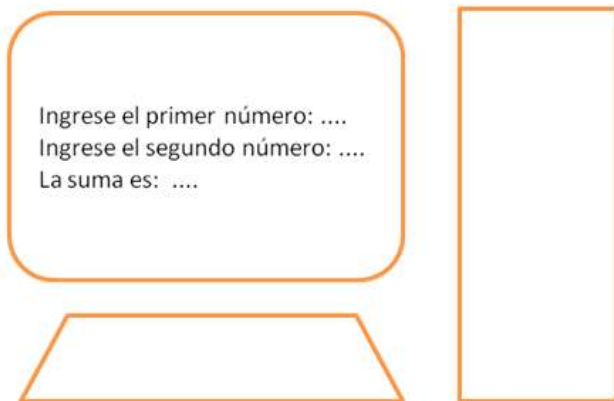 Ingrese el primer número: ....
Ingrese el segundo número: ....
La suma es:  ....